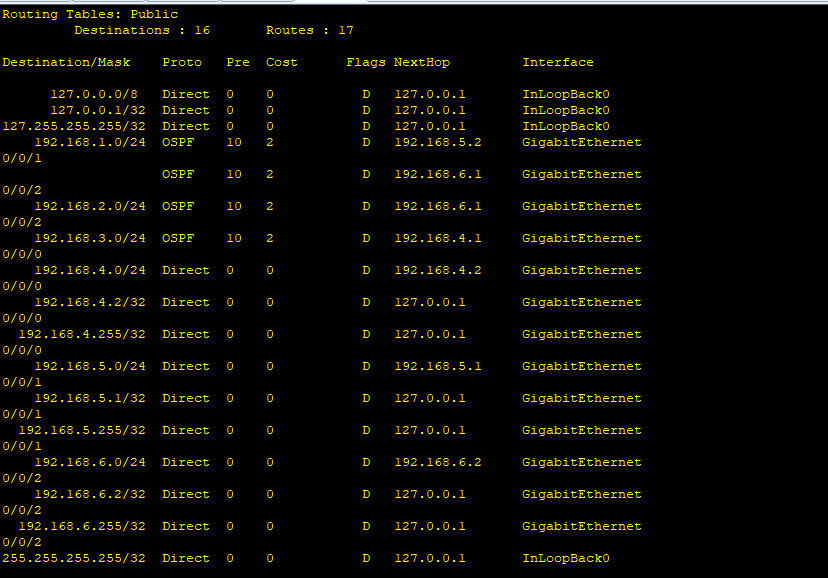 Routing Tables: Public
         Destinations : 16       Routes : 17

Destination/Mask    Proto   Pre  Cost      Flags NextHop         Interface

      127.0.0.0/8   Direct  0    0           D   127.0.0.1       InLoopBack0
      127.0.0.1/32  Direct  0    0           D   127.0.0.1       InLoopBack0
127.255.255.255/32  Direct  0    0           D   127.0.0.1       InLoopBack0
    192.168.1.0/24  OSPF    10   2           D   192.168.5.2     GigabitEthernet
0/0/1
                    OSPF    10   2           D   192.168.6.1     GigabitEthernet
0/0/2
    192.168.2.0/24  OSPF    10   2           D   192.168.6.1     GigabitEthernet
0/0/2
    192.168.3.0/24  OSPF    10   2           D   192.168.4.1     GigabitEthernet
0/0/0
    192.168.4.0/24  Direct  0    0           D   192.168.4.2     GigabitEthernet
0/0/0
    192.168.4.2/32  Direct  0    0           D   127.0.0.1       GigabitEthernet
0/0/0
  192.168.4.255/32  Direct  0    0           D   127.0.0.1       GigabitEthernet
0/0/0
    192.168.5.0/24  Direct  0    0           D   192.168.5.1     GigabitEthernet
0/0/1
    192.168.5.1/32  Direct  0    0           D   127.0.0.1       GigabitEthernet
0/0/1
  192.168.5.255/32  Direct  0    0           D   127.0.0.1       GigabitEthernet
0/0/1
    192.168.6.0/24  Direct  0    0           D   192.168.6.2     GigabitEthernet
0/0/2
    192.168.6.2/32  Direct  0    0           D   127.0.0.1       GigabitEthernet
0/0/2
  192.168.6.255/32  Direct  0    0           D   127.0.0.1       GigabitEthernet
0/0/2
255.255.255.255/32  Direct  0    0           D   127.0.0.1       InLoopBack0